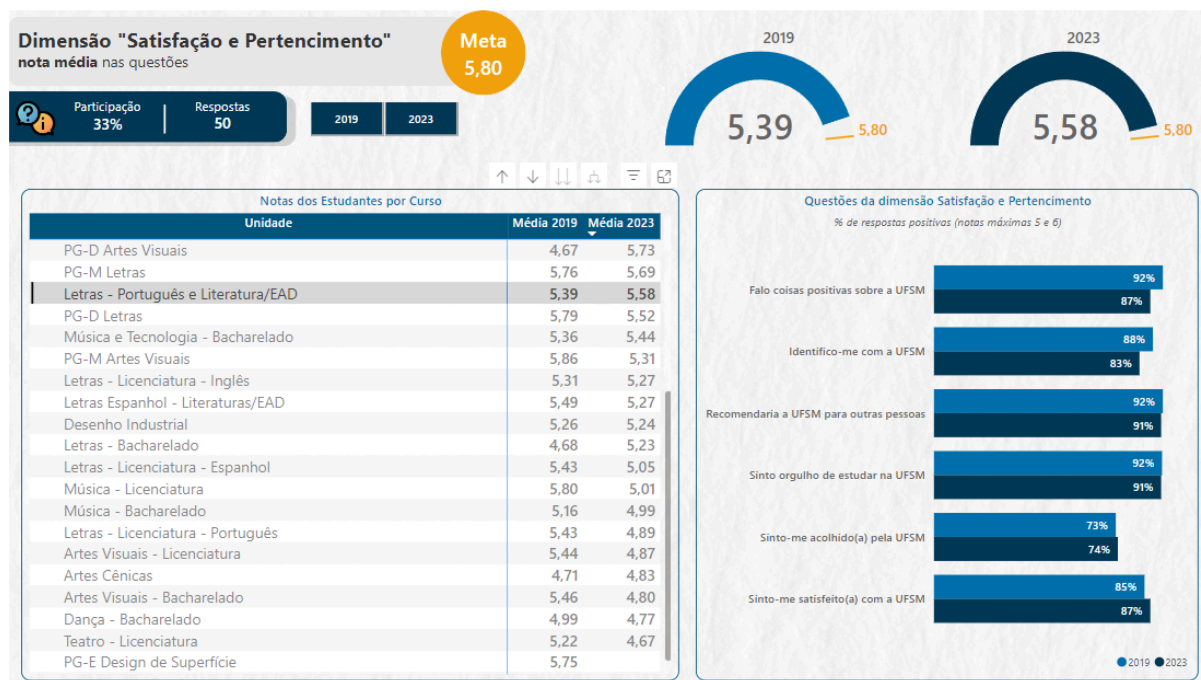 Dimensão "Satisfação e Pertencimento"
nota média nas questões
Meta
5,80
Participação
33%
Respostas
50
2019
2023
2019
5,39
5,80
2023
5,58
5,80
Notas dos Estudantes por Curso
Unidade Média 2019 Média 2023
PG-D Artes Visuais 4,67 5,73
PG-M Letras 5,76 5,69
Letras - Português e Literatura/EAD 5,39 5,58
PG-D Letras 5,79 5,52
Música e Tecnologia - Bacharelado 5,36 5,44
PG-M Artes Visuais 5,86 5,31
Letras - Licenciatura - Inglês 5,31 5,27
Letras Espanhol - Literaturas/EAD 5,49 5,27
Desenho Industrial 5,26 5,24
Letras - Bacharelado 4,68 5,23
Letras - Licenciatura - Espanhol 5,43 5,05
Música - Licenciatura 5,80 5,01
Música - Bacharelado 5,16 4,99
Letras - Licenciatura - Português 5,43 4,89
Artes Visuais - Licenciatura 5,44 4,87
Artes Cênicas 4,71 4,83
Artes Visuais - Bacharelado 5,46 4,80
Dança - Bacharelado 4,99 4,77
Teatro - Licenciatura 5,22 4,67
PG-E Design de Superfície 5,75
Questões da dimensão Satisfação e Pertencimento
% de respostas positivas (notas máximas 5 e 6)
Falo coisas positivas sobre a UFSM
92%
87%
Identifico-me com a UFSM
88%
83%
Recomendaria a UFSM para outras pessoas
92%
91%
Sinto orgulho de estudar na UFSM
92%
91%
Sinto-me acolhido(a) pela UFSM
73%
74%
Sinto-me satisfeito(a) com a UFSM
85%
87%
2019 2023